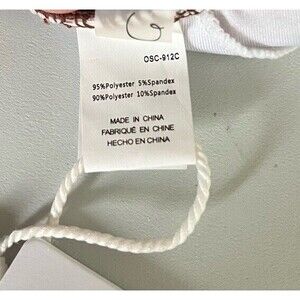 G
OSC-912C
95%Polyester 5%Spandex
90%Polyester 10%Spandex
MADE IN CHINA
FABRIQUÉ EN CHINE
HECHO EN CHINA